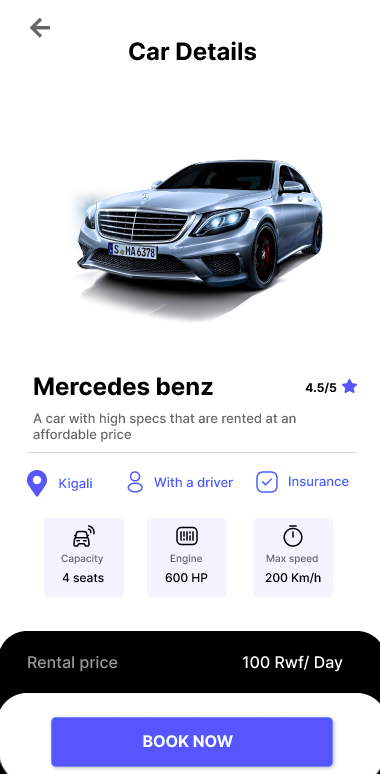 Car Details
S MA 6378
Mercedes benz
4.5/5
A car with high specs that are rented at an
affordable price
Kigali
With a driver
Insurance
Capacity
4 seats
Engine
600 HP
Max speed
200 Km/h
Rental price
100 Rwf/ Day
BOOK NOW